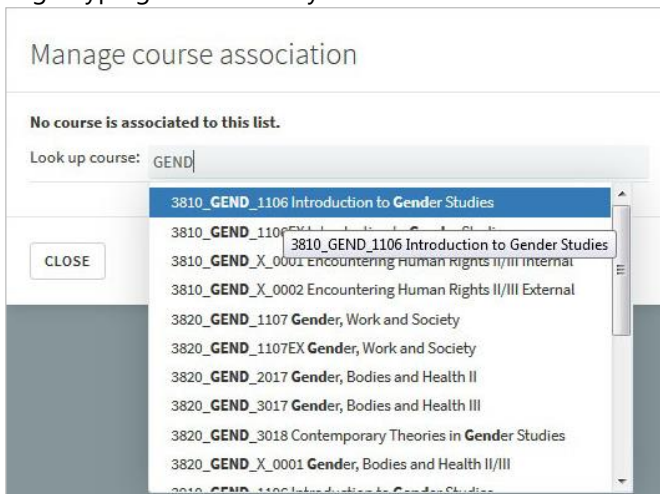 Manage course association
No course is associated to this list.
Look up course: GEND
3810_GEND_1106 Introduction to Gender Studies
3810_GEND_1106EX
3810_GEND_1106 Introduction to Gender Studies
3810_GEND_X_0001 Encountering Human Rights II/III Internal
CLOSE
3810_GEND_X_0002 Encountering Human Rights II/III External
3820_GEND_1107 Gender, Work and Society
3820_GEND_1107EX Gender, Work and Society
3820_GEND_2017 Gender, Bodies and Health II
3820_GEND_3017 Gender, Bodies and Health III
3820_GEND_3018 Contemporary Theories in Gender Studies
3820_GEND_X_0001 Gender, Bodies and Health II/III